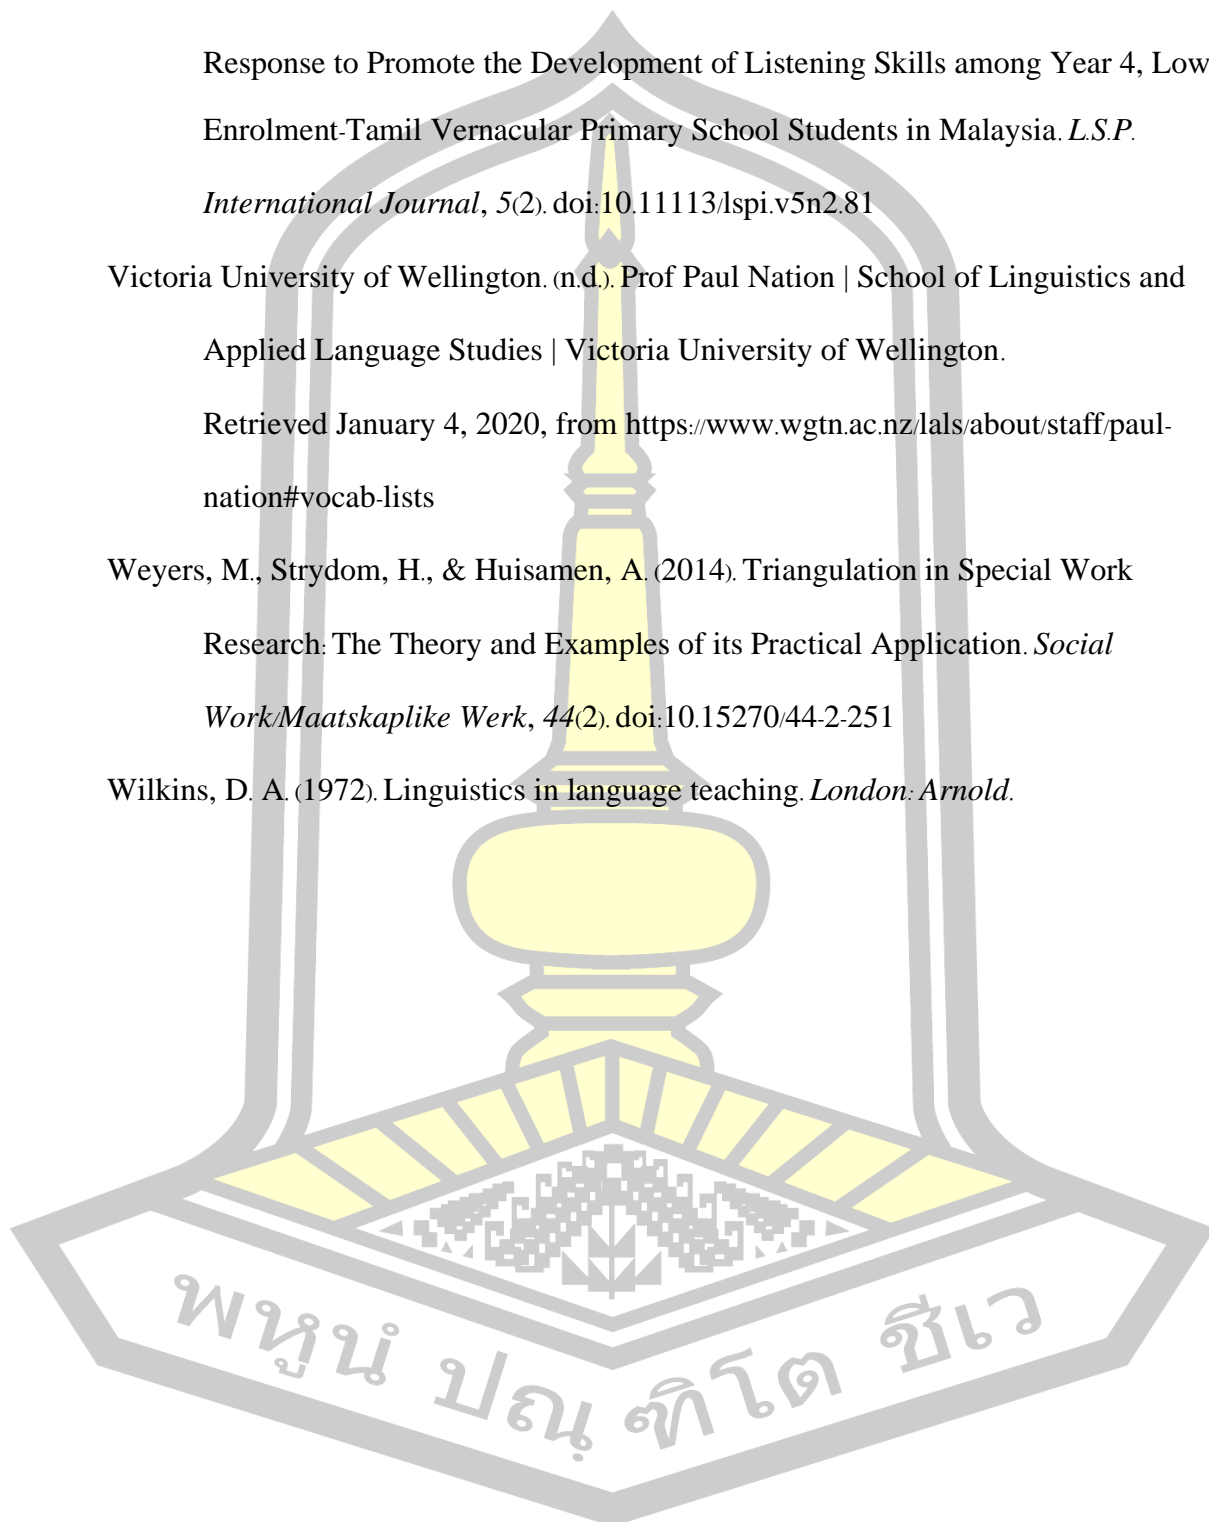 Response to Promote the Development of Listening Skills among Year 4, Low
Enrolment-Tamil Vernacular Primary School Students in Malaysia. L.S.P.
International Journal, 5(2). doi:10.11113/lspi.v5n2.81
Victoria University of Wellington. (n.d.). Prof Paul Nation | School of Linguistics and
Applied Language Studies | Victoria University of Wellington.
Retrieved January 4, 2020, from https://www.wgtn.ac.nz/lals/about/staff/paul-
nation#vocab-lists
Weyers, M., Strydom, H., & Huisamen, A. (2014). Triangulation in Special Work
Research: The Theory and Examples of its Practical Application. Social
Work/Maatskaplike Werk, 44(2). doi:10.15270/44-2-251
Wilkins, D. A. (1972). Linguistics in language teaching. London: Arnold.
พหูนํ ปณฺฑิโต ชีเว